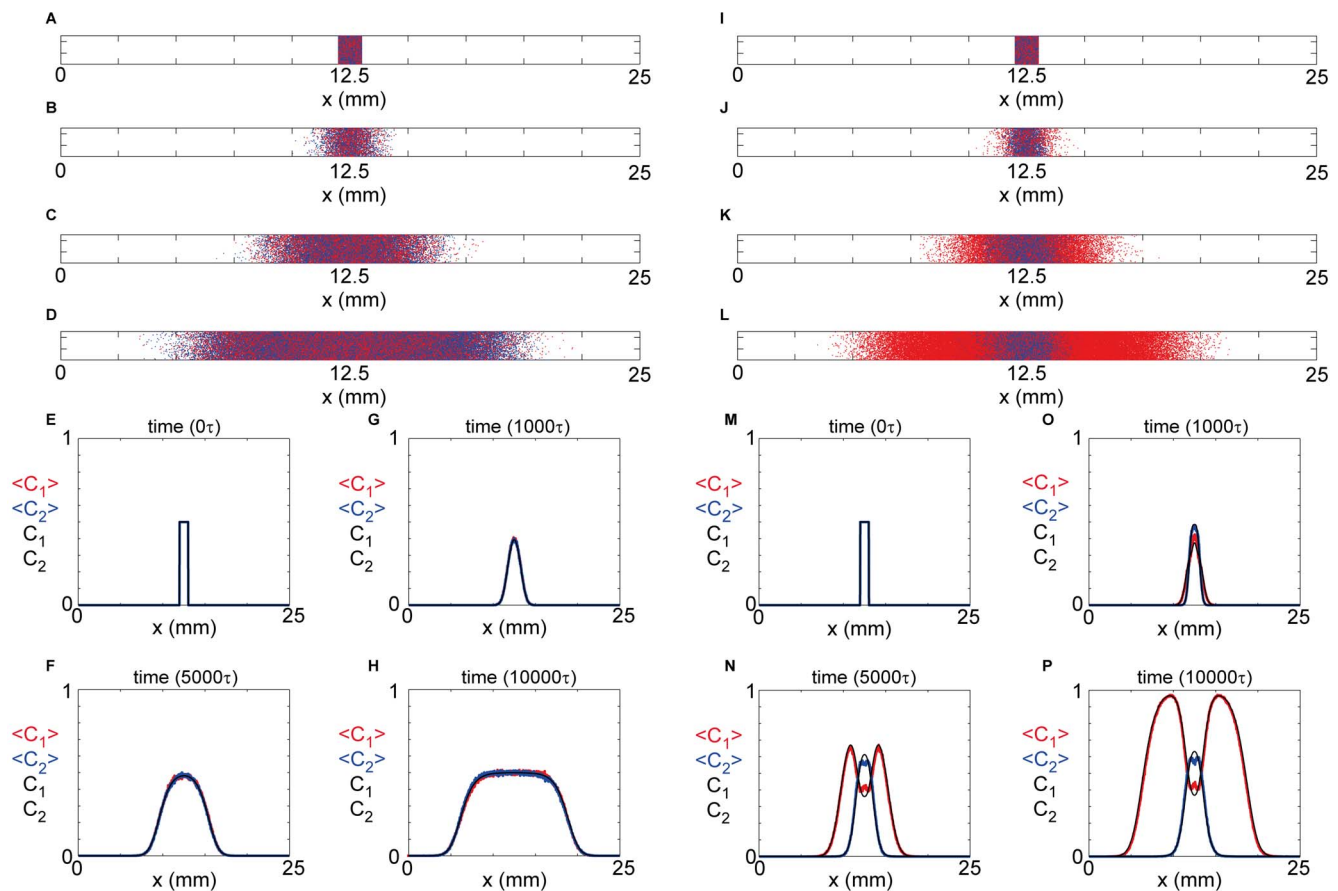 A
0 12.5 25
x (mm)
B
0 12.5 25
x (mm)
C
0 12.5 25
x (mm)
D
0 12.5 25
x (mm)
I
0 12.5 25
x (mm)
J
0 12.5 25
x (mm)
K
0 12.5 25
x (mm)
L
0 12.5 25
x (mm)
E
time (0τ)
1
<C1>
<C2>
C1
C2
0
0 25
x (mm)
G
time (1000τ)
1
<C1>
<C2>
C1
C2
0
0 25
x (mm)
F
time (5000τ)
1
<C1>
<C2>
C1
C2
0
0 25
x (mm)
H
time (10000τ)
1
<C1>
<C2>
C1
C2
0
0 25
x (mm)
M
time (0τ)
1
<C1>
<C2>
C1
C2
0
0 25
x (mm)
O
time (1000τ)
1
<C1>
<C2>
C1
C2
0
0 25
x (mm)
N
time (5000τ)
1
<C1>
<C2>
C1
C2
0
0 25
x (mm)
P
time (10000τ)
1
<C1>
<C2>
C1
C2
0
0 25
x (mm)